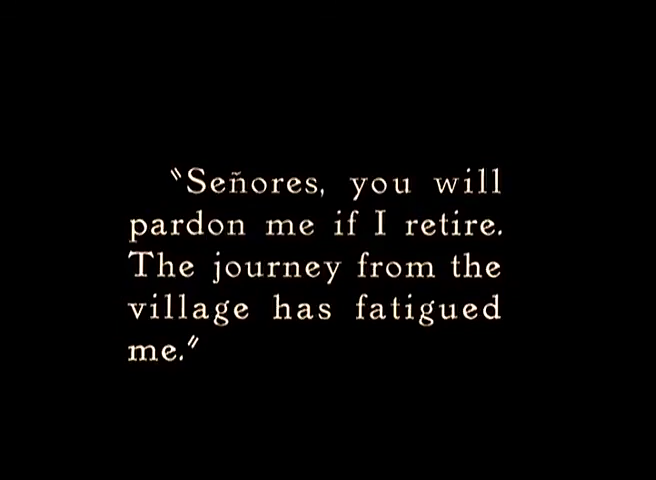 "Señores, you will
pardon me if I retire.
The journey from the
village has fatigued
me."